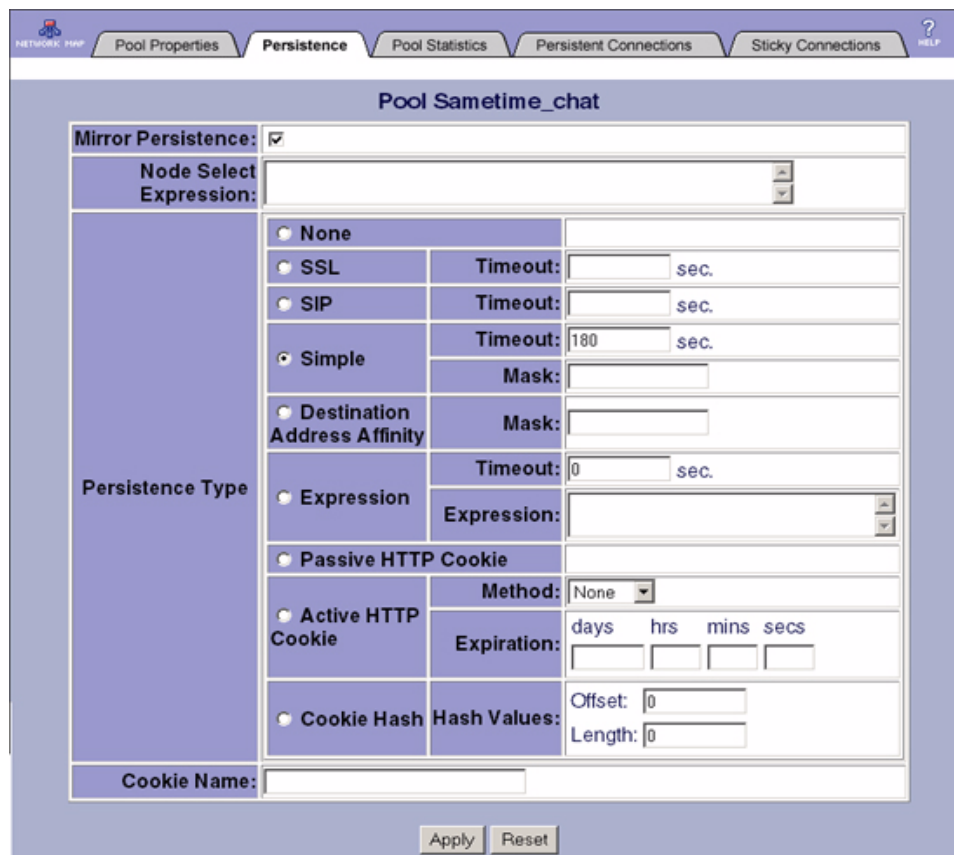 NETWORK MAP
Pool Properties
Persistence
Pool Statistics
Persistent Connections
Sticky Connections
?
HELP
Pool Sametime_chat
Mirror Persistence:
Node Select
Expression:
Persistence Type
None
SSL Timeout: sec.
SIP Timeout: sec.
Simple
Timeout: 180 sec.
Mask:
Destination
Address Affinity
Mask:
Expression
Timeout: 0 sec.
Expression:
Passive HTTP Cookie
Active HTTP
Cookie
Method: None
Expiration:
days hrs mins secs
Cookie Hash Hash Values:
Offset: 0
Length: 0
Cookie Name:
Apply Reset